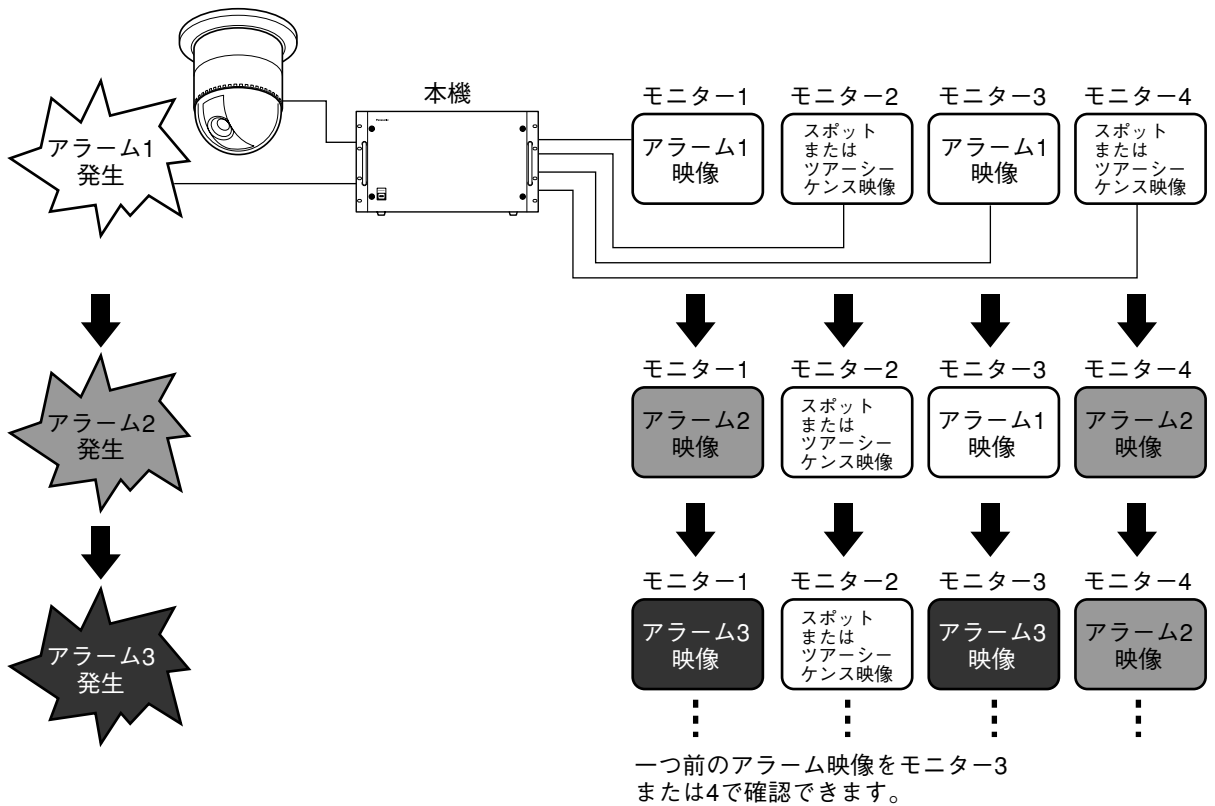 本機
アラーム1
発生
モニター1
モニター2
モニター3
モニター4
アラーム1
映像
スポット
または
ツアーシー
ケンス映像
アラーム1
映像
スポット
または
ツアーシー
ケンス映像
アラーム2
発生
モニター1
モニター2
モニター3
モニター4
アラーム2
映像
スポット
または
ツアーシー
ケンス映像
アラーム1
映像
アラーム2
映像
アラーム3
発生
モニター1
モニター2
モニター3
モニター4
アラーム3
映像
スポット
または
ツアーシー
ケンス映像
アラーム3
映像
アラーム2
映像
一つ前のアラーム映像をモニター3
または4で確認できます。